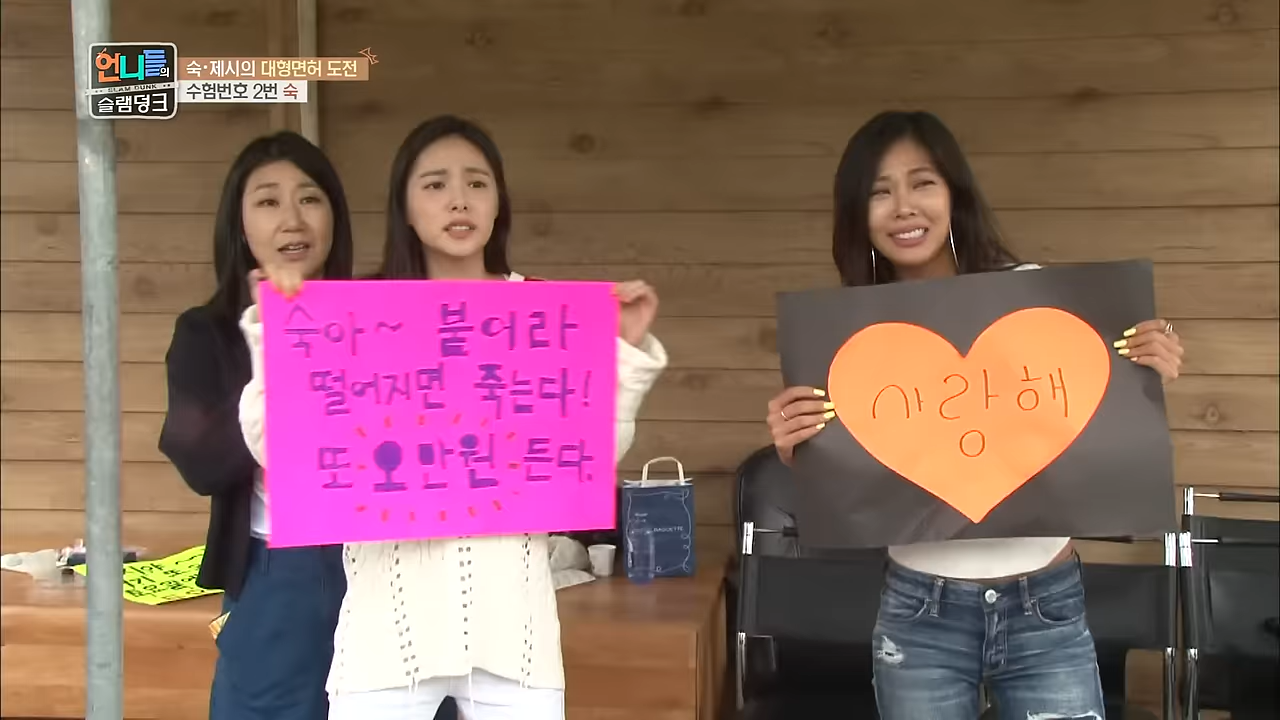 언니들의
SLAM DUNK
슬램덩크
숙·제시의 대형면허 도전
수험번호 2번 숙
숙아~ 붙어라
떨어지면 죽는다!
또 오만원 든다.
사랑해
BAGUETTE